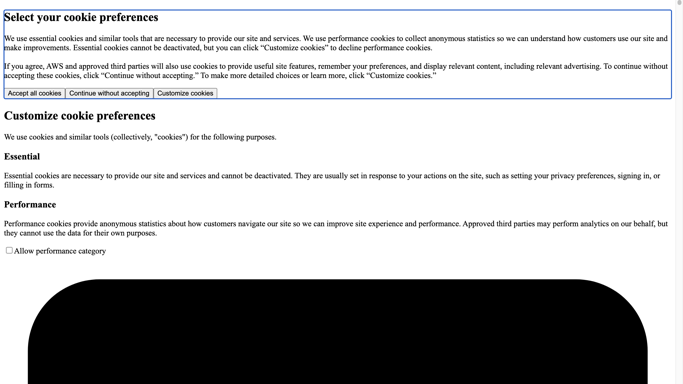 Select your cookie preferences
We use essential cookies and similar tools that are necessary to provide our site and services. We use performance cookies to collect anonymous statistics so we can understand how customers use our site and
make improvements. Essential cookies cannot be deactivated, but you can click “Customize cookies” to decline performance cookies.
If you agree, AWS and approved third parties will also use cookies to provide useful site features, remember your preferences, and display relevant content, including relevant advertising. To continue without
accepting these cookies, click “Continue without accepting.” To make more detailed choices or learn more, click “Customize cookies.”
Accept all cookies Continue without accepting Customize cookies
Customize cookie preferences
We use cookies and similar tools (collectively, "cookies") for the following purposes.
Essential
Essential cookies are necessary to provide our site and services and cannot be deactivated. They are usually set in response to your actions on the site, such as setting your privacy preferences, signing in, or
filling in forms.
Performance
Performance cookies provide anonymous statistics about how customers navigate our site so we can improve site experience and performance. Approved third parties may perform analytics on our behalf, but
they cannot use the data for their own purposes.
Allow performance category